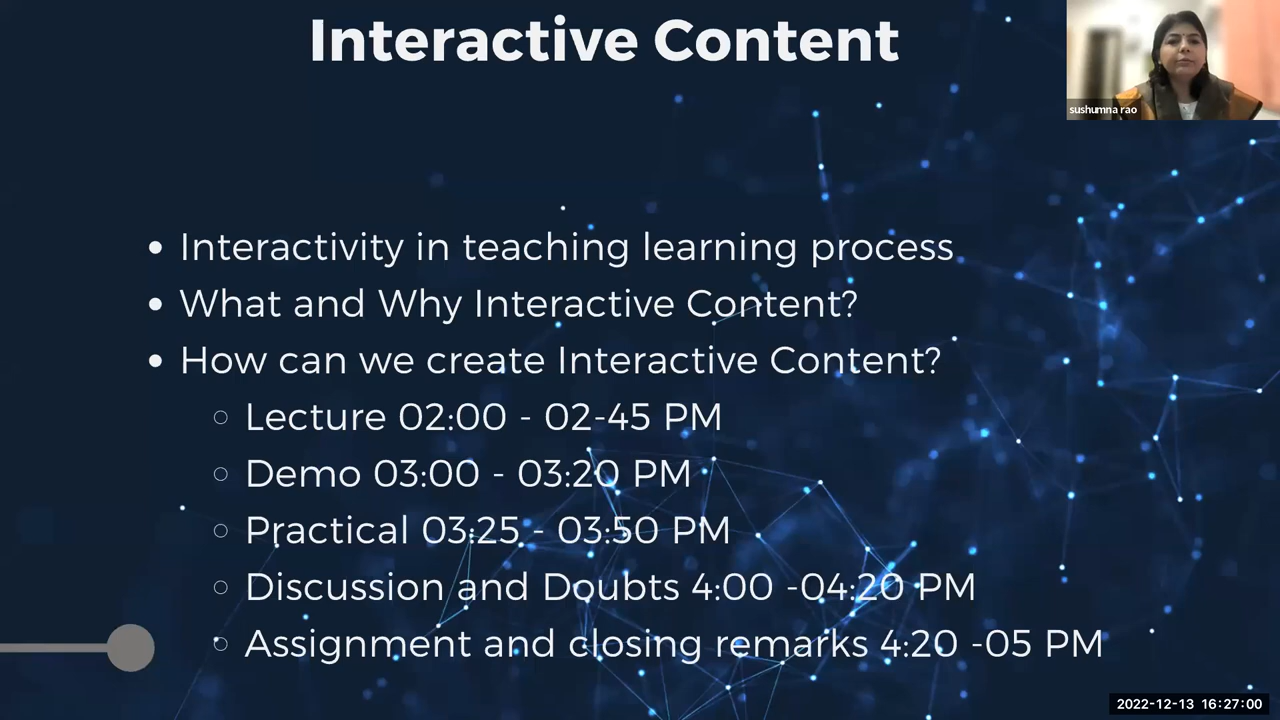 Interactive Content
sushumna rao
Interactivity in teaching learning process
What and Why Interactive Content?
How can we create Interactive Content?
Lecture 02:00 - 02-45 PM
Demo 03:00 - 03:20 PM
Practical 03:25 - 03:50 PM
Discussion and Doubts 4:00 -04:20 PM
Assignment and closing remarks 4:20 -05 PM
2022-12-13 16:27:00